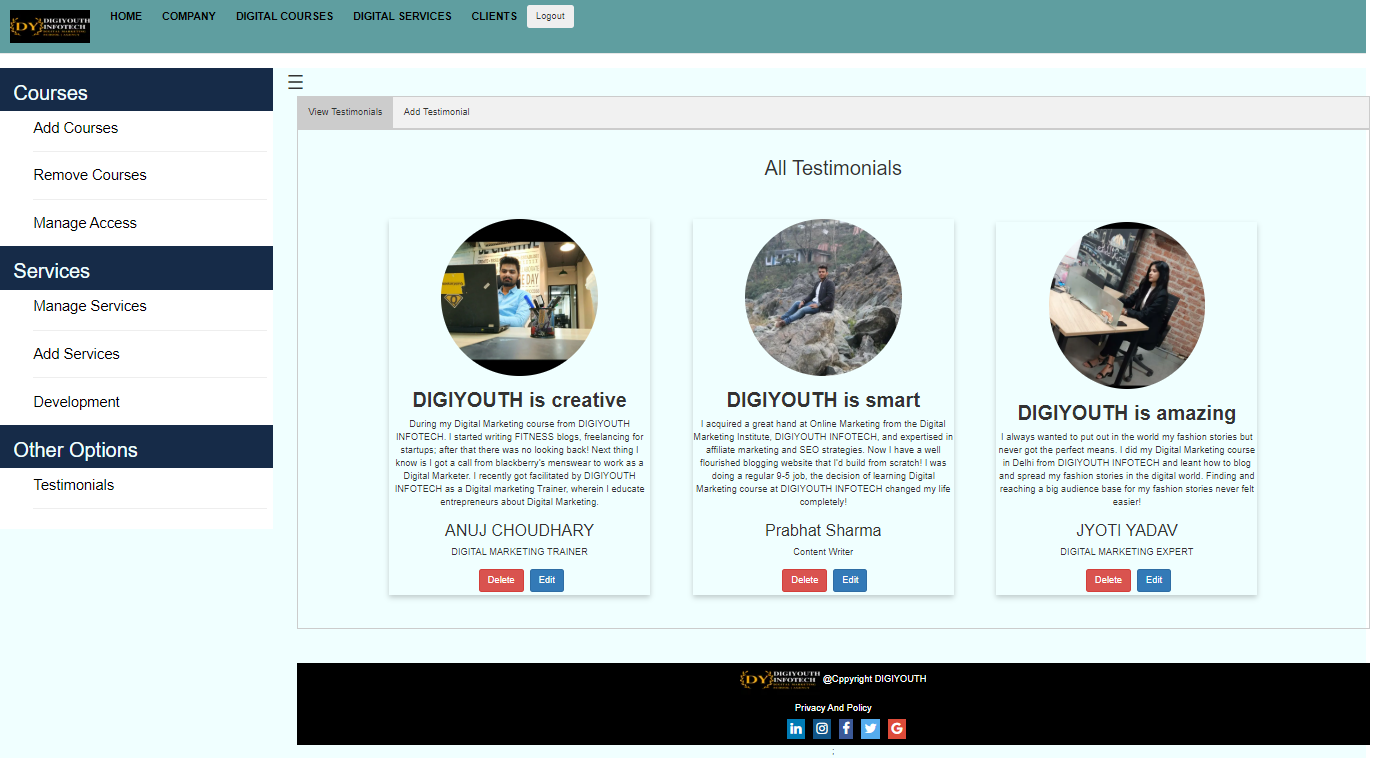 DY DIGIYOUTH
INFOTECH
DIGITAL MARKETING
SCHOOL + AGENCY
HOME COMPANY DIGITAL COURSES DIGITAL SERVICES CLIENTS Logout
Courses
Add Courses
Remove Courses
Manage Access
Services
Manage Services
Add Services
Development
Other Options
Testimonials
☰
View Testimonials Add Testimonial
All Testimonials
DIGIYOUTH is creative
During my Digital Marketing course from DIGIYOUTH
INFOTECH. I started writing FITNESS blogs, freelancing for
startups; after that there was no looking back! Next thing I
know is I got a call from blackberry's menswear to work as a
Digital Marketer. I recently got facilitated by DIGIYOUTH
INFOTECH as a Digital marketing Trainer, wherein I educate
entrepreneurs about Digital Marketing.
ANUJ CHOUDHARY
DIGITAL MARKETING TRAINER
Delete Edit
DIGIYOUTH is smart
I acquired a great hand at Online Marketing from the Digital
Marketing Institute, DIGIYOUTH INFOTECH, and expertised in
affiliate marketing and SEO strategies. Now I have a well
flourished blogging website that I'd build from scratch! I was
doing a regular 9-5 job, the decision of learning Digital
Marketing course at DIGIYOUTH INFOTECH changed my life
completely!
Prabhat Sharma
Content Writer
Delete Edit
DIGIYOUTH is amazing
I always wanted to put out in the world my fashion stories but
never got the perfect means. I did my Digital Marketing course
in Delhi from DIGIYOUTH INFOTECH and leant how to blog
and spread my fashion stories in the digital world. Finding and
reaching a big audience base for my fashion stories never felt
easier!
JYOTI YADAV
DIGITAL MARKETING EXPERT
Delete Edit
DY DIGIYOUTH
INFOTECH
DIGITAL MARKETING
SCHOOL + AGENCY
@Cppyright DIGIYOUTH
Privacy And Policy
;